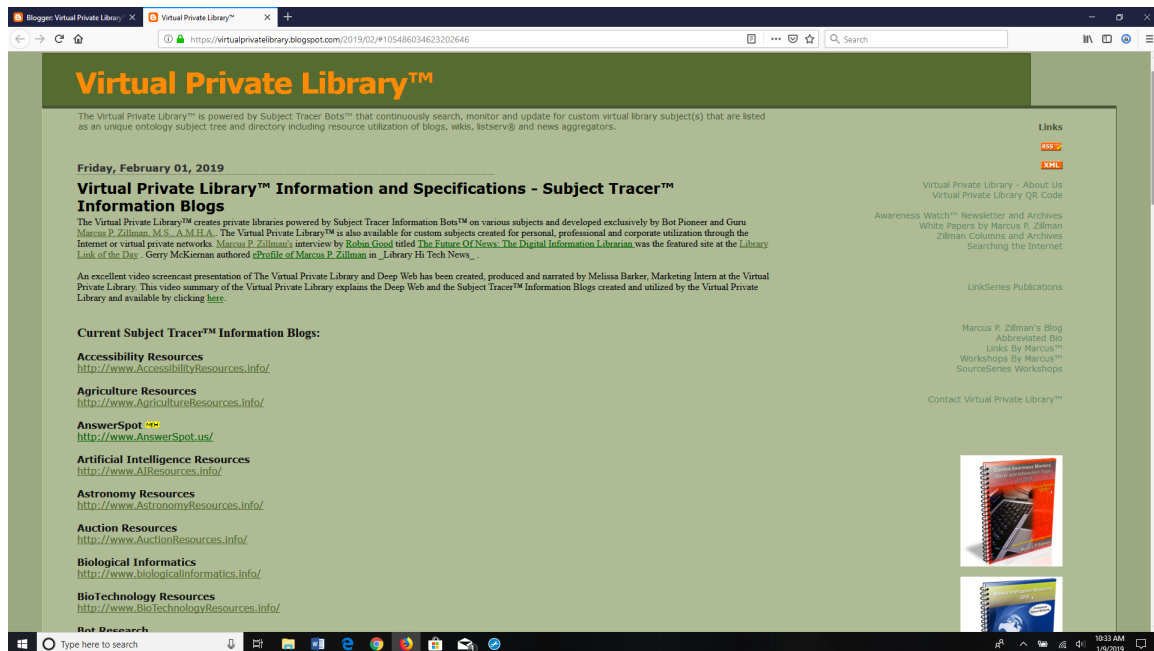 Blogger: Virtual Private Library
Virtual Private Library™
https://virtualprivatelibrary.blogspot.com/2019/02/#105486034623202646
Search
Virtual Private Library™
The Virtual Private Library™ is powered by Subject Tracer Bots™ that continuously search, monitor and update for custom virtual library subject(s) that are listed
as an unique ontology subject tree and directory including resource utilization of blogs, wikis, listserv® and news aggregators.
Friday, February 01, 2019
Virtual Private Library™ Information and Specifications - Subject Tracer™
Information Blogs
The Virtual Private Library™ creates private libraries powered by Subject Tracer Information Bots™ on various subjects and developed exclusively by Bot Pioneer and Guru
Marcus P. Zillman, M.S., A.M.H.A.. The Virtual Private Library™ is also available for custom subjects created for personal, professional and corporate utilization through the
Internet or virtual private networks. Marcus P. Zillman's interview by Robin Good titled The Future Of News: The Digital Information Librarian was the featured site at the Library
Link of the Day . Gerry McKiernan authored eProfile of Marcus P. Zillman in _Library Hi Tech News_ .
An excellent video screencast presentation of The Virtual Private Library and Deep Web has been created, produced and narrated by Melissa Barker, Marketing Intern at the Virtual
Private Library. This video summary of the Virtual Private Library explains the Deep Web and the Subject Tracer™ Information Blogs created and utilized by the Virtual Private
Library and available by clicking here.
Current Subject Tracer™ Information Blogs:
Accessibility Resources
http://www.AccessibilityResources.info/
Agriculture Resources
http://www.AgricultureResources.info/
AnswerSpot NEW
http://www.AnswerSpot.us/
Artificial Intelligence Resources
http://www.AIResources.info/
Astronomy Resources
http://www.AstronomyResources.info/
Auction Resources
http://www.AuctionResources.info/
Biological Informatics
http://www.biologicalinformatics.info/
BioTechnology Resources
http://www.BioTechnologyResources.info/
Bot Research
Links
RSS
XML
Virtual Private Library - About Us
Virtual Private Library QR Code
Awareness Watch™ Newsletter and Archives
White Papers by Marcus P. Zillman
Zillman Columns and Archives
Searching the Internet
LinkSeries Publications
Marcus P. Zillman's Blog
Abbreviated Bio
Links By Marcus™
Workshops By Marcus™
SourceSeries Workshops
Contact Virtual Private Library™
Type here to search
10:33 AM
1/9/2019